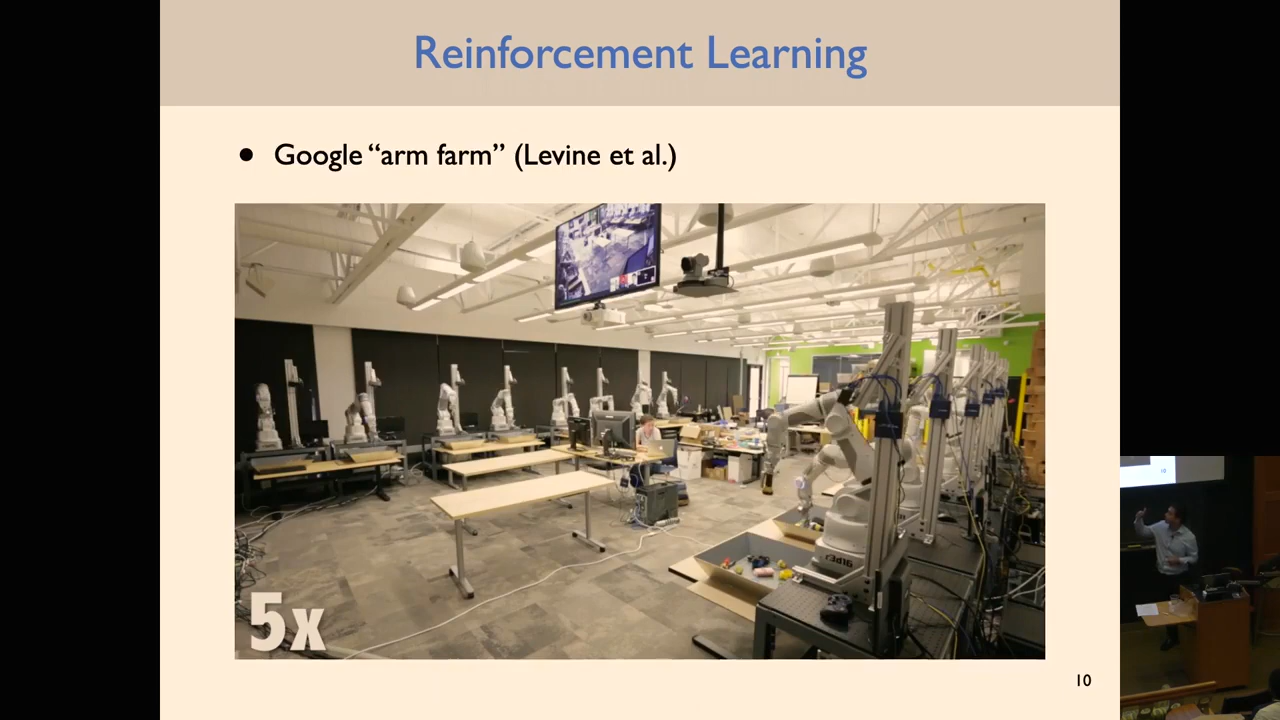 Reinforcement Learning
● Google “arm farm” (Levine et al.)
5x
10